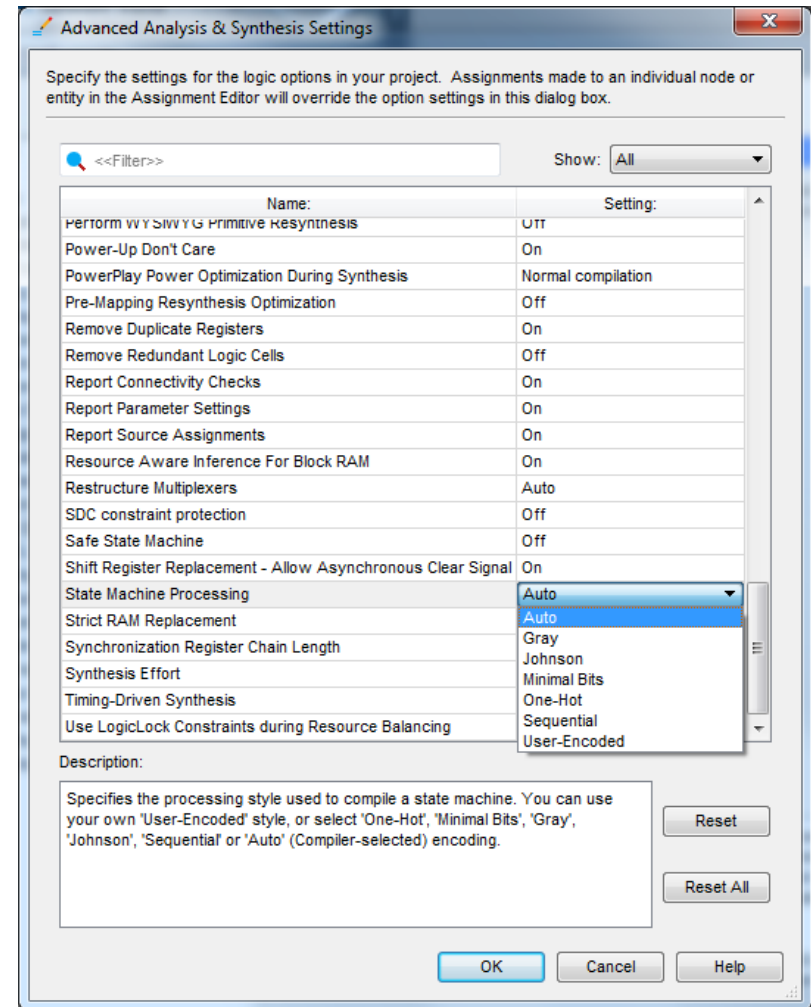 Advanced Analysis & Synthesis Settings
Specify the settings for the logic options in your project. Assignments made to an individual node or
entity in the Assignment Editor will override the option settings in this dialog box.
<<Filter>> Show: All
Name: Setting:
Perform WYSIWYG Primitive Resynthesis Off
Power-Up Don't Care On
PowerPlay Power Optimization During Synthesis Normal compilation
Pre-Mapping Resynthesis Optimization Off
Remove Duplicate Registers On
Remove Redundant Logic Cells Off
Report Connectivity Checks On
Report Parameter Settings On
Report Source Assignments On
Resource Aware Inference For Block RAM On
Restructure Multiplexers Auto
SDC constraint protection Off
Safe State Machine Off
Shift Register Replacement - Allow Asynchronous Clear Signal On
State Machine Processing Auto
Strict RAM Replacement
Synchronization Register Chain Length
Synthesis Effort
Timing-Driven Synthesis
Use LogicLock Constraints during Resource Balancing
Auto
Gray
Johnson
Minimal Bits
One-Hot
Sequential
User-Encoded
Description:
Specifies the processing style used to compile a state machine. You can use
your own 'User-Encoded' style, or select 'One-Hot', 'Minimal Bits', 'Gray',
'Johnson', 'Sequential' or 'Auto' (Compiler-selected) encoding.
Reset
Reset All
OK Cancel Help